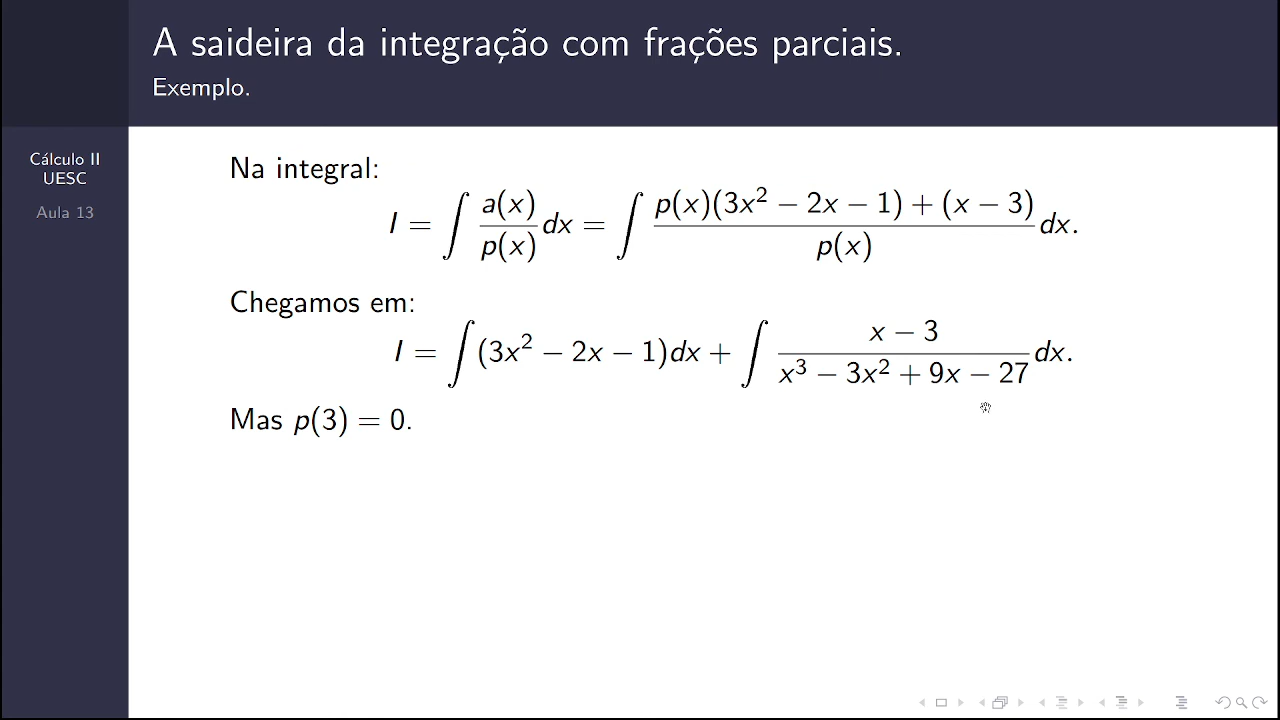 A saideira da integração com frações parciais.
Exemplo.
Cálculo II
UESC
Aula 13
Na integral:
I = ∫ a(x)/p(x) dx = ∫ (p(x)(3x² − 2x − 1) + (x − 3))/p(x) dx.
Chegamos em:
I = ∫ (3x² − 2x − 1)dx + ∫ (x − 3)/(x³ − 3x² + 9x − 27) dx.
Mas p(3) = 0.